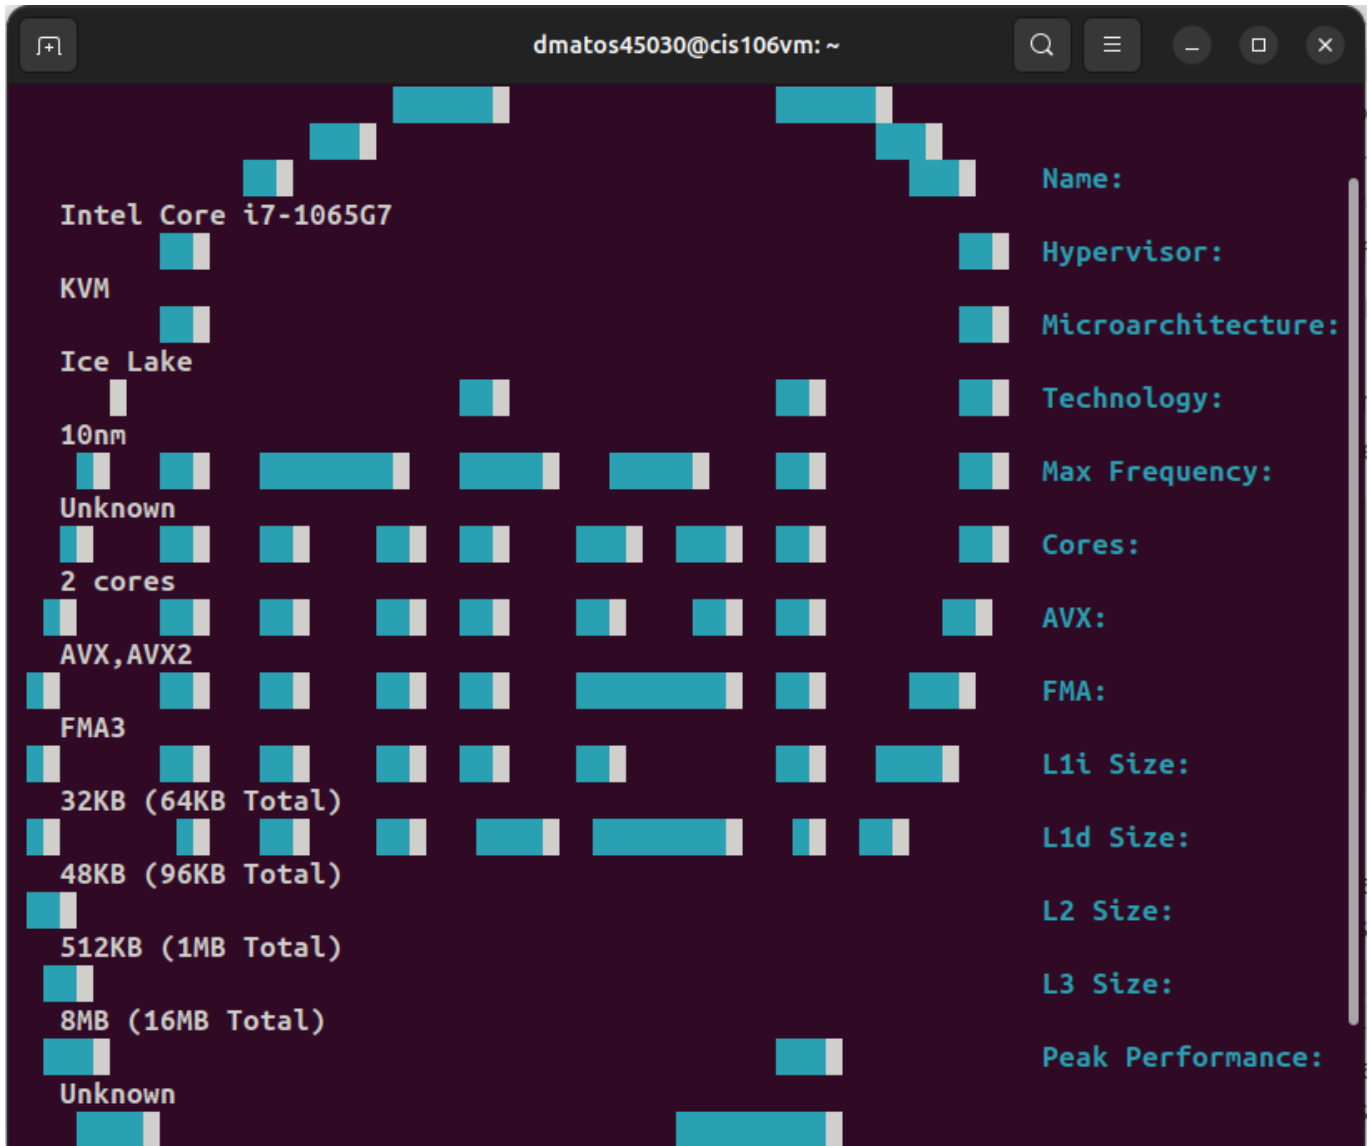 dmatos45030@cis106vm: ~
Name:
Intel Core i7-1065G7
Hypervisor:
KVM
Microarchitecture:
Ice Lake
Technology:
10nm
Max Frequency:
Unknown
Cores:
2 cores
AVX:
AVX,AVX2
FMA:
FMA3
L1i Size:
32KB (64KB Total)
L1d Size:
48KB (96KB Total)
L2 Size:
512KB (1MB Total)
L3 Size:
8MB (16MB Total)
Peak Performance:
Unknown